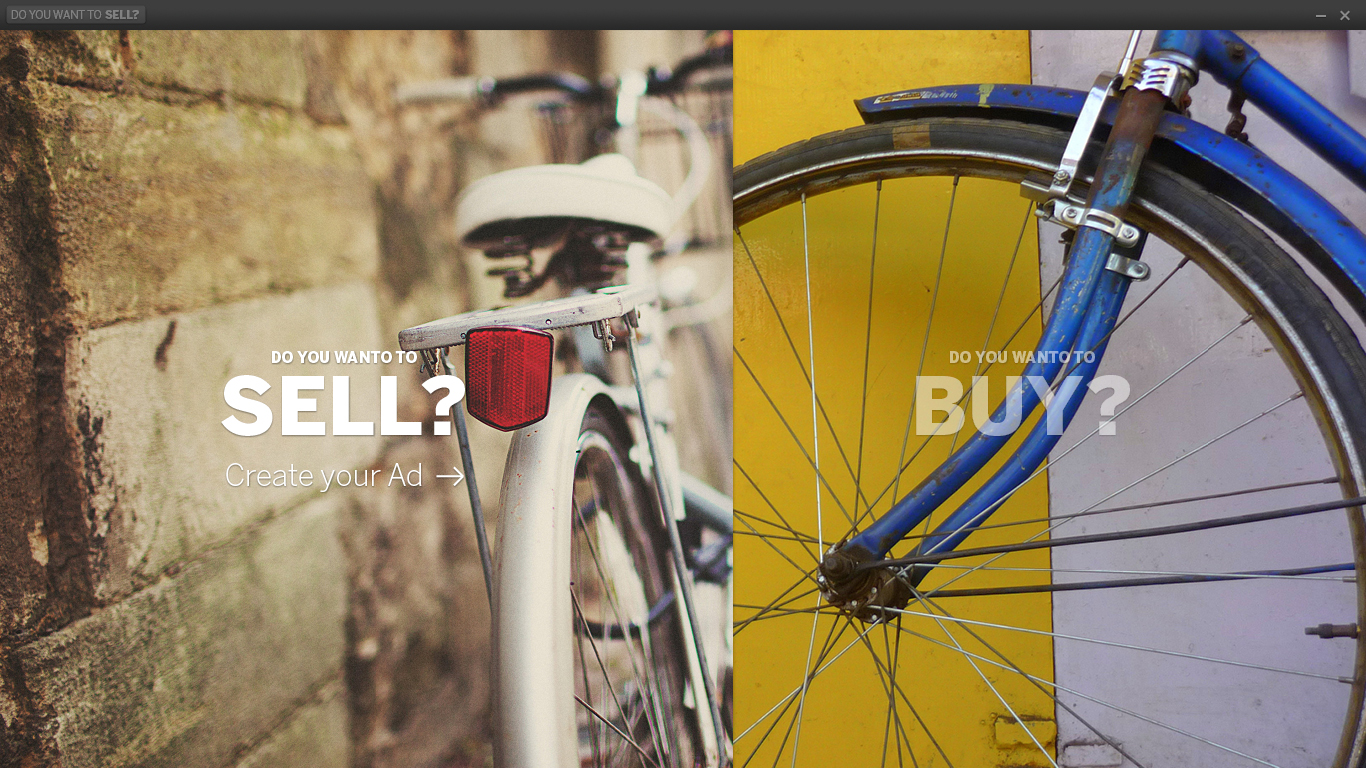 DO YOU WANT TO SELL?
DO YOU WANTO TO
SELL?
Create your Ad →
DO YOU WANTO TO
BUY?